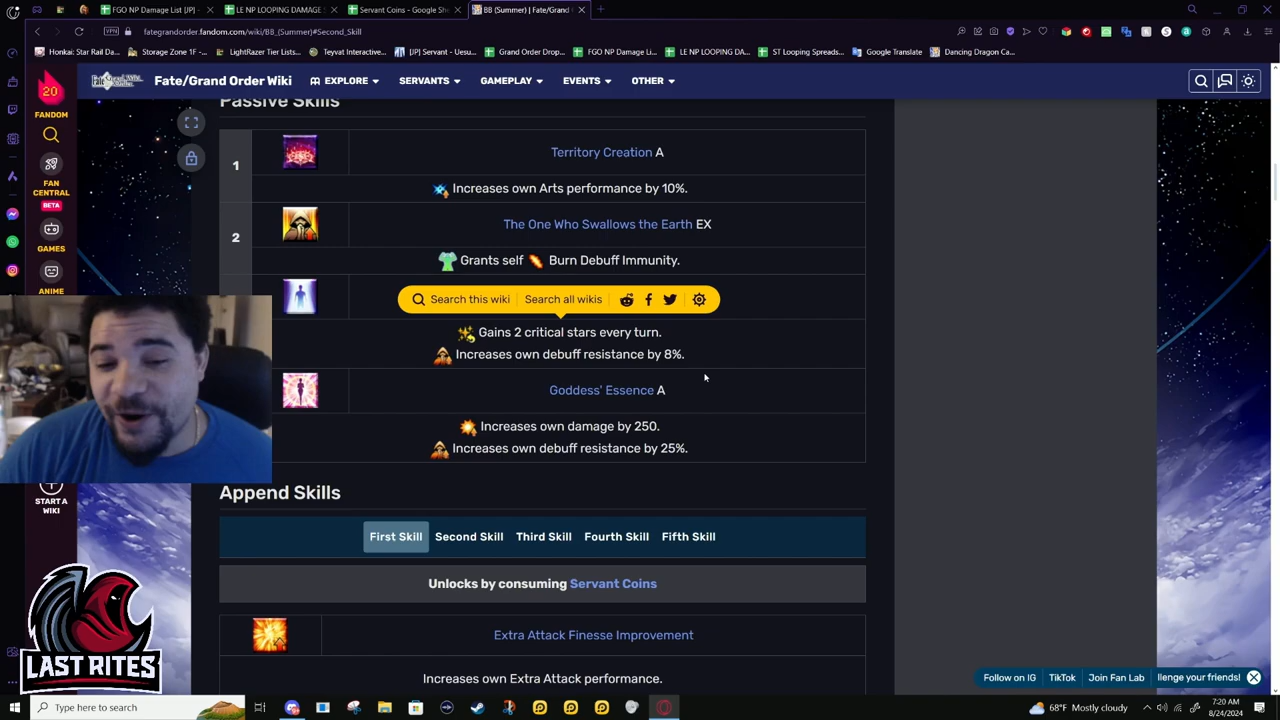 FGO NP Damage List [JP]
LE NP LOOPING DAMAGE
Servant Coins - Google She
BB (Summer) | Fate/Grand O
VPN
fategrandorder.fandom.com/wiki/BB_(Summer)#Second_Skill
Honkai: Star Rail Da...
Storage Zone 1F -...
LightRazer Tier Lists...
Teyvat Interactive...
[JP] Servant - Uesu...
Grand Order Drop...
FGO NP Damage Li...
LE NP LOOPING DA...
ST Looping Spreads...
Google Translate
Dancing Dragon Ca...
20
FANDOM
FAN
CENTRAL
BETA
GAMES
ANIME
START A
WIKI
Fate/Grand Order Wiki
EXPLORE
SERVANTS
GAMEPLAY
EVENTS
OTHER
Passive Skills
1
Territory Creation A
Increases own Arts performance by 10%.
2
The One Who Swallows the Earth EX
Grants self Burn Debuff Immunity.
Search this wiki
Search all wikis
Gains 2 critical stars every turn.
Increases own debuff resistance by 8%.
Goddess' Essence A
Increases own damage by 250.
Increases own debuff resistance by 25%.
Append Skills
First Skill
Second Skill
Third Skill
Fourth Skill
Fifth Skill
Unlocks by consuming Servant Coins
Extra Attack Finesse Improvement
Increases own Extra Attack performance.
LAST RITES
Follow on IG
TikTok
Join Fan Lab
llenge your friends!
Type here to search
68°F Mostly cloudy
7:20 AM
8/24/2024